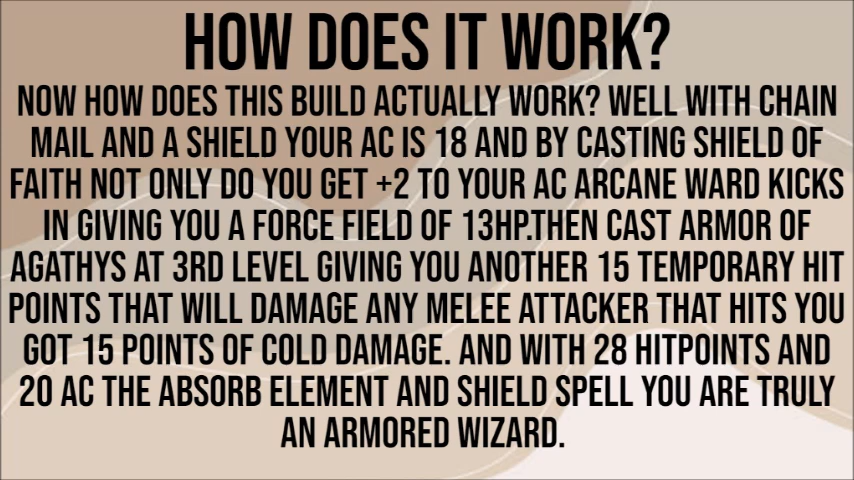 HOW DOES IT WORK?
NOW HOW DOES THIS BUILD ACTUALLY WORK? WELL WITH CHAIN
MAIL AND A SHIELD YOUR AC IS 18 AND BY CASTING SHIELD OF
FAITH NOT ONLY DO YOU GET +2 TO YOUR AC ARCANE WARD KICKS
IN GIVING YOU A FORCE FIELD OF 13HP.THEN CAST ARMOR OF
AGATHYS AT 3RD LEVEL GIVING YOU ANOTHER 15 TEMPORARY HIT
POINTS THAT WILL DAMAGE ANY MELEE ATTACKER THAT HITS YOU
GOT 15 POINTS OF COLD DAMAGE. AND WITH 28 HITPOINTS AND
20 AC THE ABSORB ELEMENT AND SHIELD SPELL YOU ARE TRULY
AN ARMORED WIZARD.